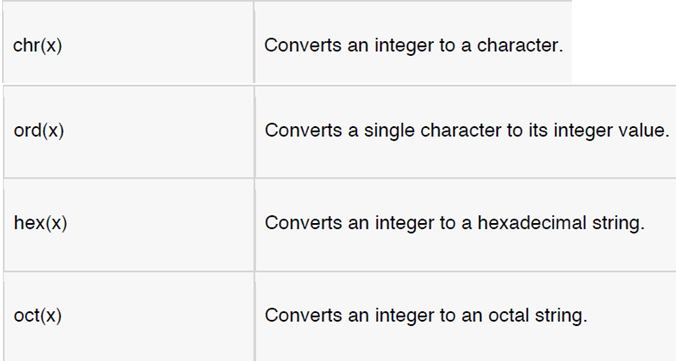 chr(x) Converts an integer to a character.
ord(x) Converts a single character to its integer value.
hex(x) Converts an integer to a hexadecimal string.
oct(x) Converts an integer to an octal string.